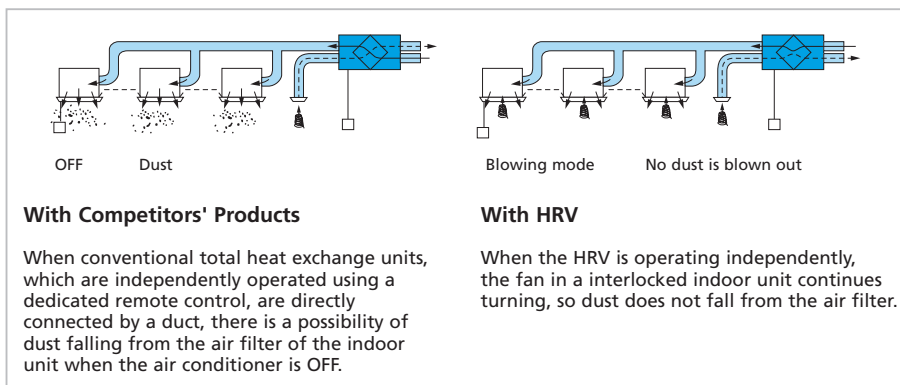 OFF
Dust
Blowing mode
No dust is blown out
With Competitors' Products
When conventional total heat exchange units,
which are independently operated using a
dedicated remote control, are directly
connected by a duct, there is a possibility of
dust falling from the air filter of the indoor
unit when the air conditioner is OFF.
With HRV
When the HRV is operating independently,
the fan in a interlocked indoor unit continues
turning, so dust does not fall from the air filter.